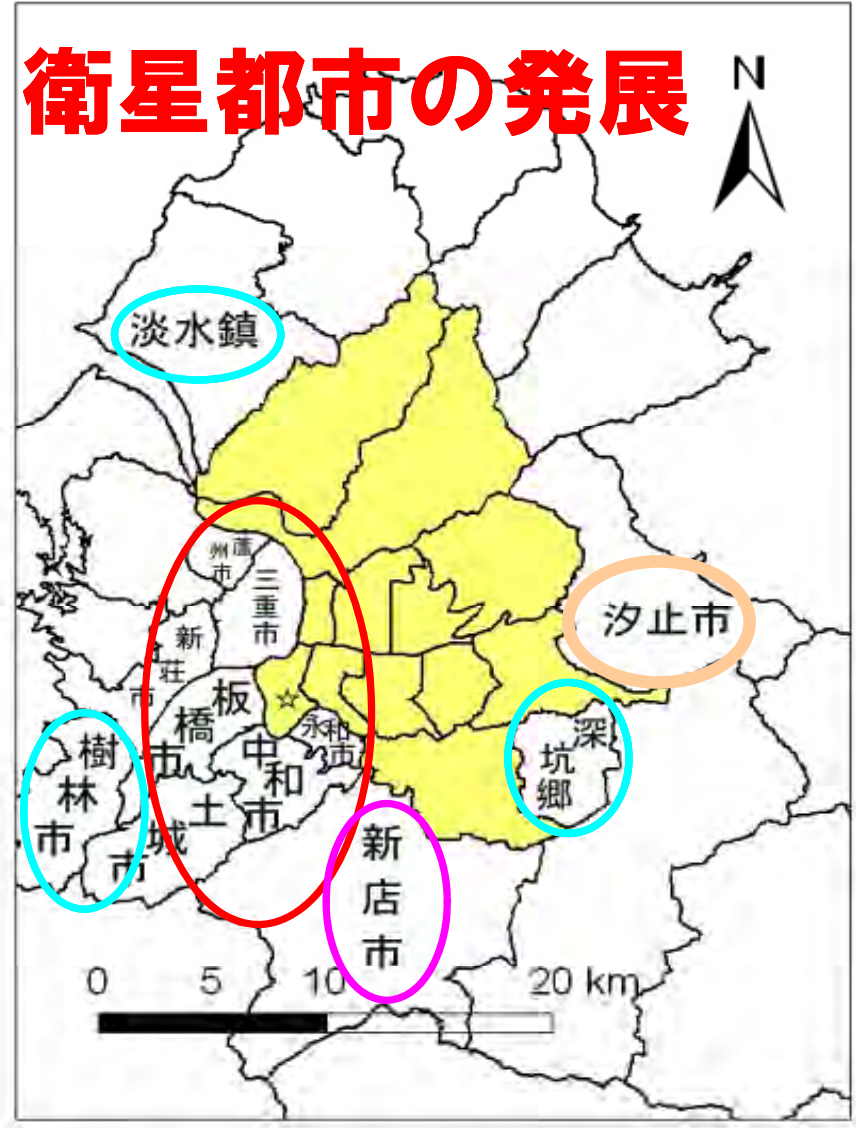 衛星都市の発展
N
淡水鎮
蘆州市
三重市
新荘市
汐止市
板橋市
永和市
中和市
深坑郷
樹林市
土城市
新店市
0 5 10 20 km